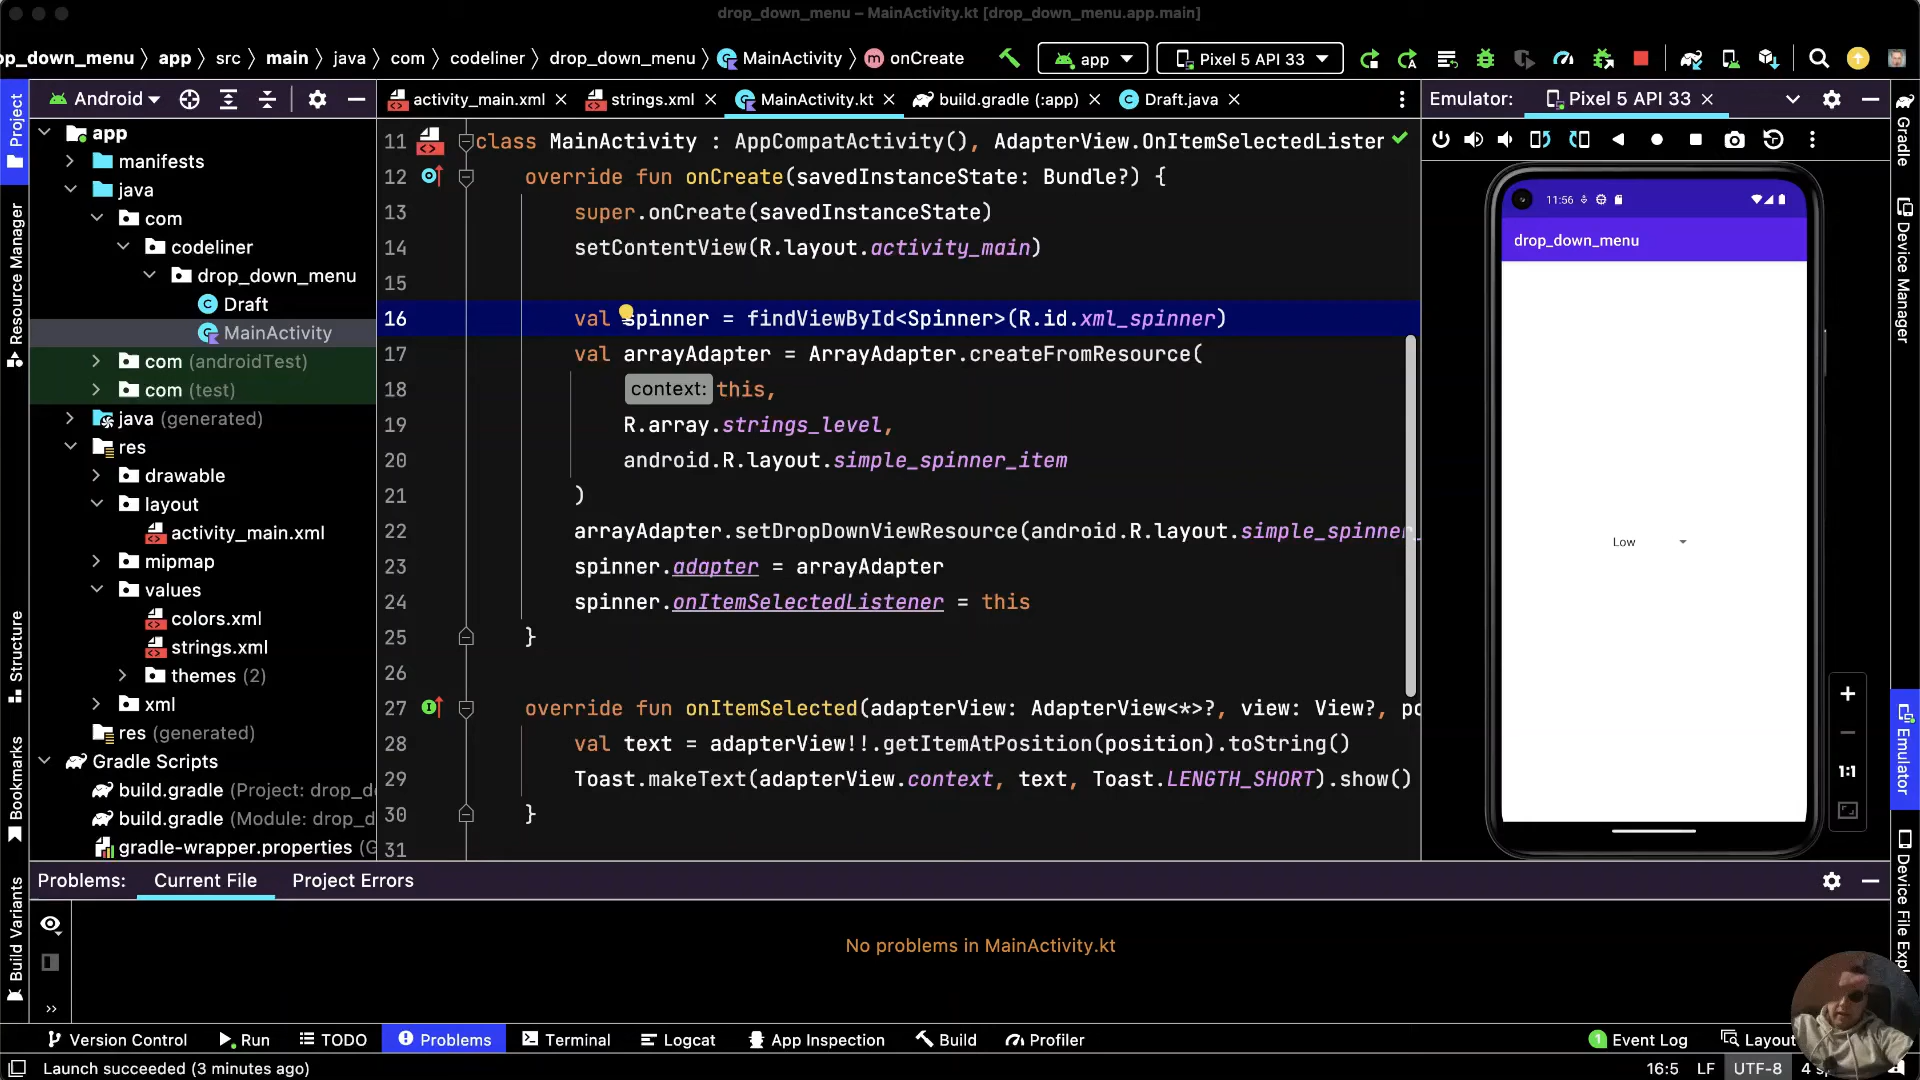 drop_down_menu – MainActivity.kt [drop_down_menu.app.main]
op_down_menu › app › src › main › java › com › codeliner › drop_down_menu › MainActivity › onCreate
app
Pixel 5 API 33
Project
Android
activity_main.xml
strings.xml
MainActivity.kt
build.gradle (:app)
Draft.java
Emulator:
Pixel 5 API 33
Gradle
app
manifests
java
com
codeliner
drop_down_menu
Draft
MainActivity
com (androidTest)
com (test)
java (generated)
res
drawable
layout
activity_main.xml
mipmap
values
colors.xml
strings.xml
themes (2)
xml
res (generated)
Gradle Scripts
build.gradle (Project: drop_d
build.gradle (Module: drop_d
gradle-wrapper.properties (G
Resource Manager
Structure
Bookmarks
Build Variants
11 class MainActivity : AppCompatActivity(), AdapterView.OnItemSelectedLister
12 override fun onCreate(savedInstanceState: Bundle?) {
13 super.onCreate(savedInstanceState)
14 setContentView(R.layout.activity_main)
15
16 val spinner = findViewById<Spinner>(R.id.xml_spinner)
17 val arrayAdapter = ArrayAdapter.createFromResource(
18 context: this,
19 R.array.strings_level,
20 android.R.layout.simple_spinner_item
21 )
22 arrayAdapter.setDropDownViewResource(android.R.layout.simple_spinner_
23 spinner.adapter = arrayAdapter
24 spinner.onItemSelectedListener = this
25 }
26
27 override fun onItemSelected(adapterView: AdapterView<*>?, view: View?, po
28 val text = adapterView!!.getItemAtPosition(position).toString()
29 Toast.makeText(adapterView.context, text, Toast.LENGTH_SHORT).show()
30 }
31
11:56
drop_down_menu
Low
1:1
Device Manager
Emulator
Device File Expl
Problems:
Current File
Project Errors
No problems in MainActivity.kt
Version Control
Run
TODO
Problems
Terminal
Logcat
App Inspection
Build
Profiler
1 Event Log
Layout
Launch succeeded (3 minutes ago)
16:5
LF
UTF-8
4 sp